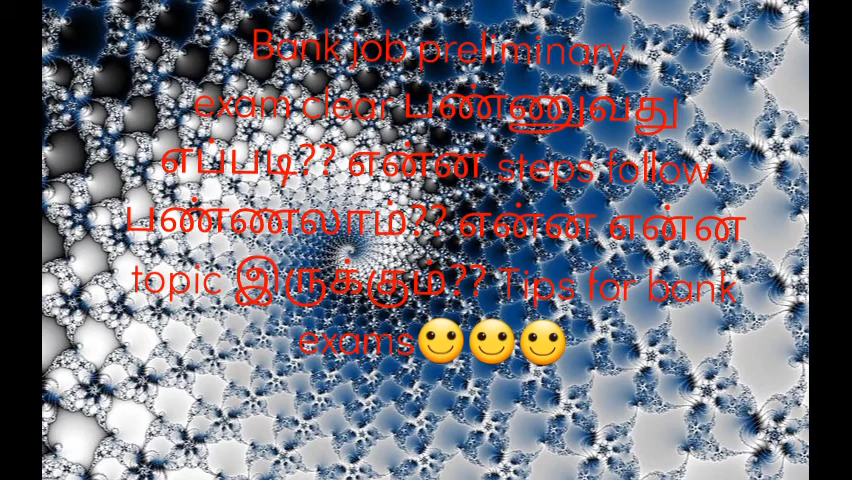 Bank job preliminary
exam clear பண்ணுவது
எப்படி?? என்ன steps follow
பண்ணலாம்?? என்ன என்ன
topic இருக்கும்?? Tips for bank
exams🙂🙂🙂